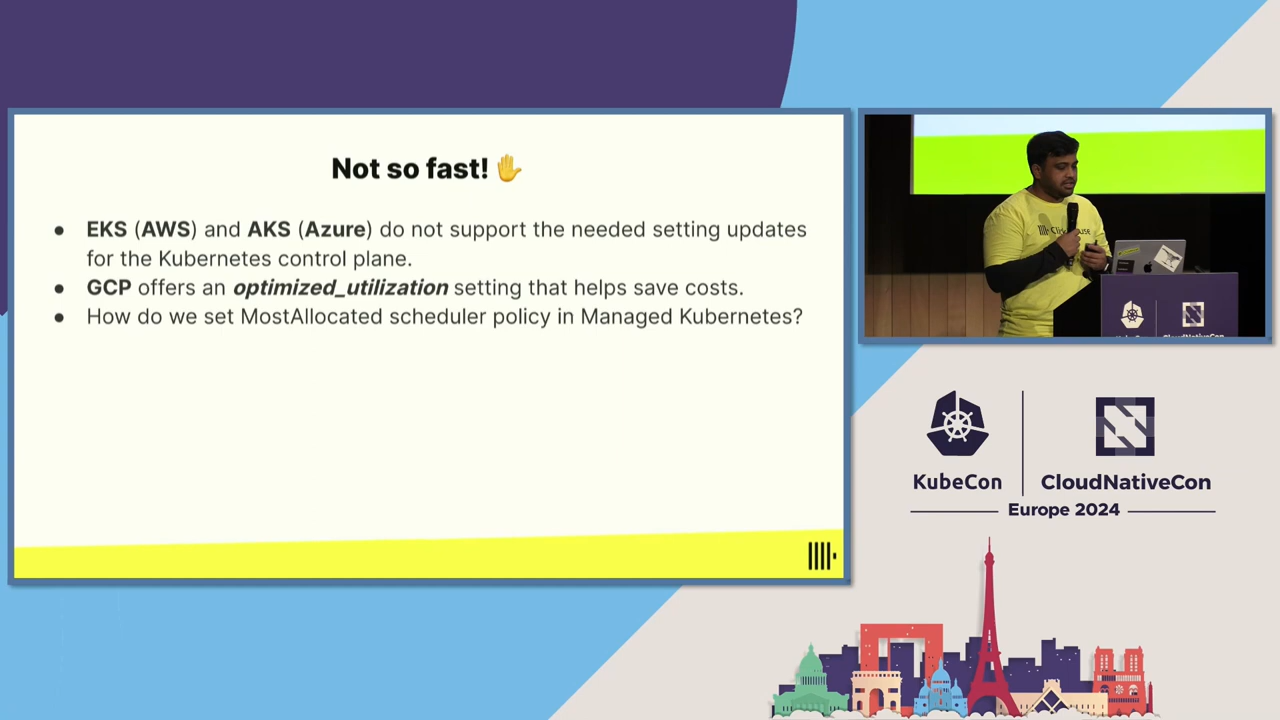 Not so fast!✋
● EKS (AWS) and AKS (Azure) do not support the needed setting updates
for the Kubernetes control plane.
● GCP offers an optimized_utilization setting that helps save costs.
● How do we set MostAllocated scheduler policy in Managed Kubernetes?
KubeCon
CloudNativeCon
Europe 2024